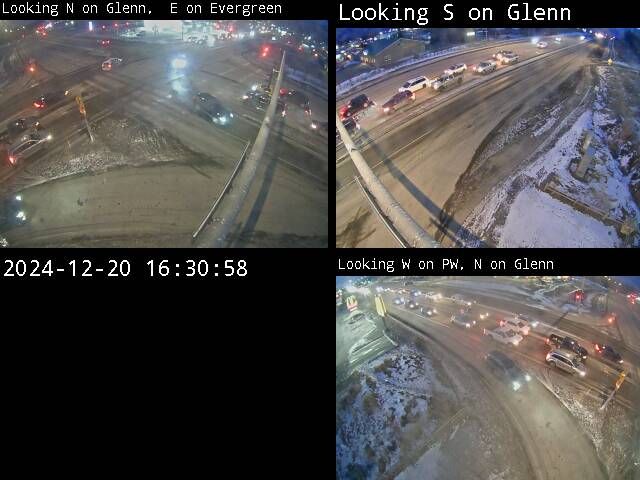 Looking N on Glenn,  E on Evergreen
Looking S on Glenn
2024-12-20 16:30:58
Looking W on PW, N on Glenn